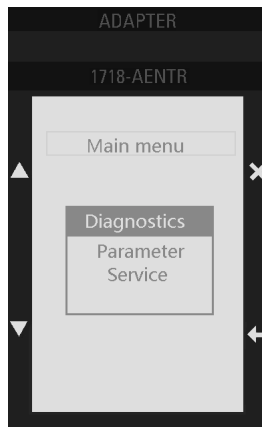 ADAPTER
1718-AENTR
Main menu
Diagnostics
Parameter
Service